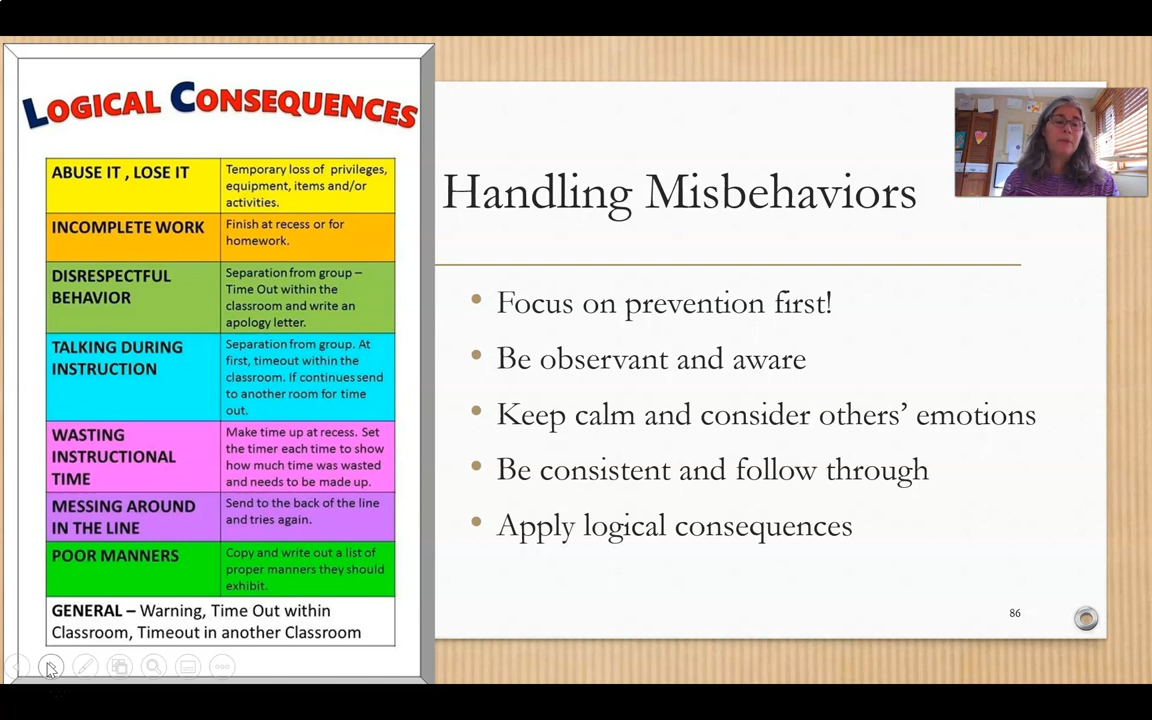 LOGICAL CONSEQUENCES
ABUSE IT , LOSE IT
Temporary loss of privileges,
equipment, items and/or
activities.
INCOMPLETE WORK
Finish at recess or for
homework.
DISRESPECTFUL
BEHAVIOR
Separation from group –
Time Out within the
classroom and write an
apology letter.
TALKING DURING
INSTRUCTION
Separation from group. At
first, timeout within the
classroom. If continues send
to another room for time
out.
WASTING
INSTRUCTIONAL
TIME
Make time up at recess. Set
the timer each time to show
how much time was wasted
and needs to be made up.
MESSING AROUND
IN THE LINE
Send to the back of the line
and tries again.
POOR MANNERS
Copy and write out a list of
proper manners they should
exhibit.
GENERAL – Warning, Time Out within
Classroom, Timeout in another Classroom
Handling Misbehaviors
• Focus on prevention first!
• Be observant and aware
• Keep calm and consider others’ emotions
• Be consistent and follow through
• Apply logical consequences
86